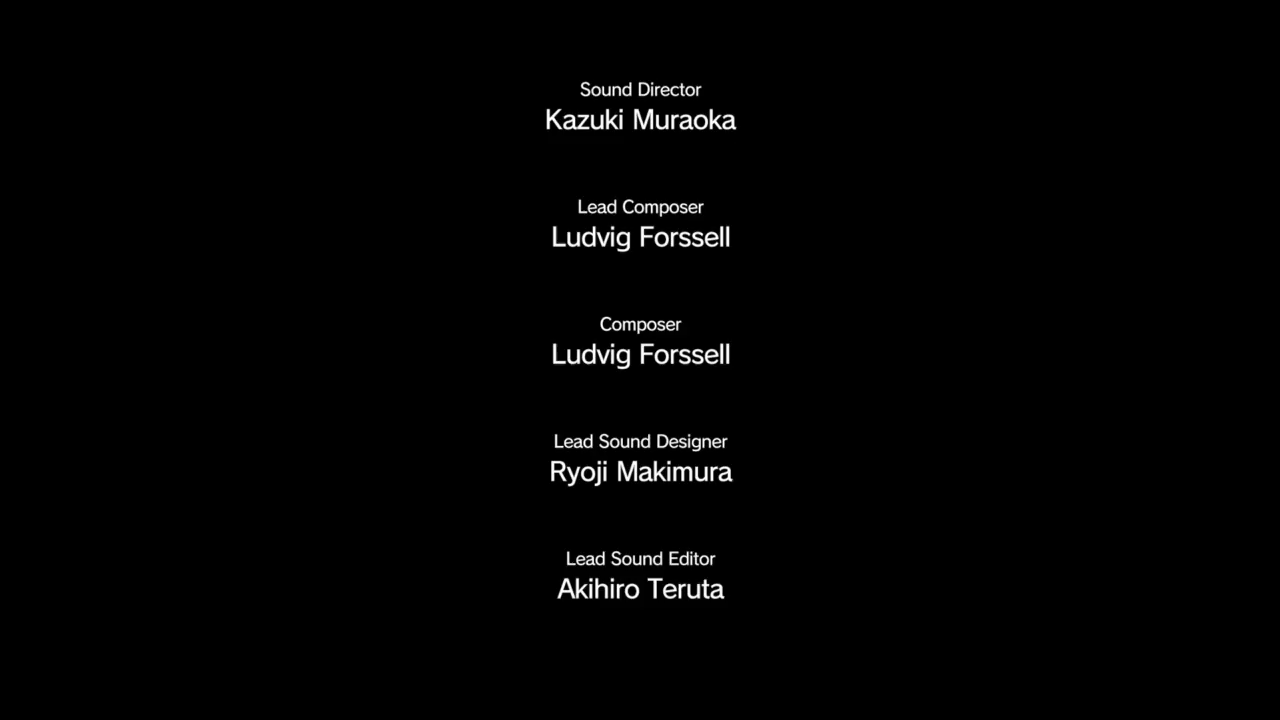 Sound Director
Kazuki Muraoka
Lead Composer
Ludvig Forssell
Composer
Ludvig Forssell
Lead Sound Designer
Ryoji Makimura
Lead Sound Editor
Akihiro Teruta